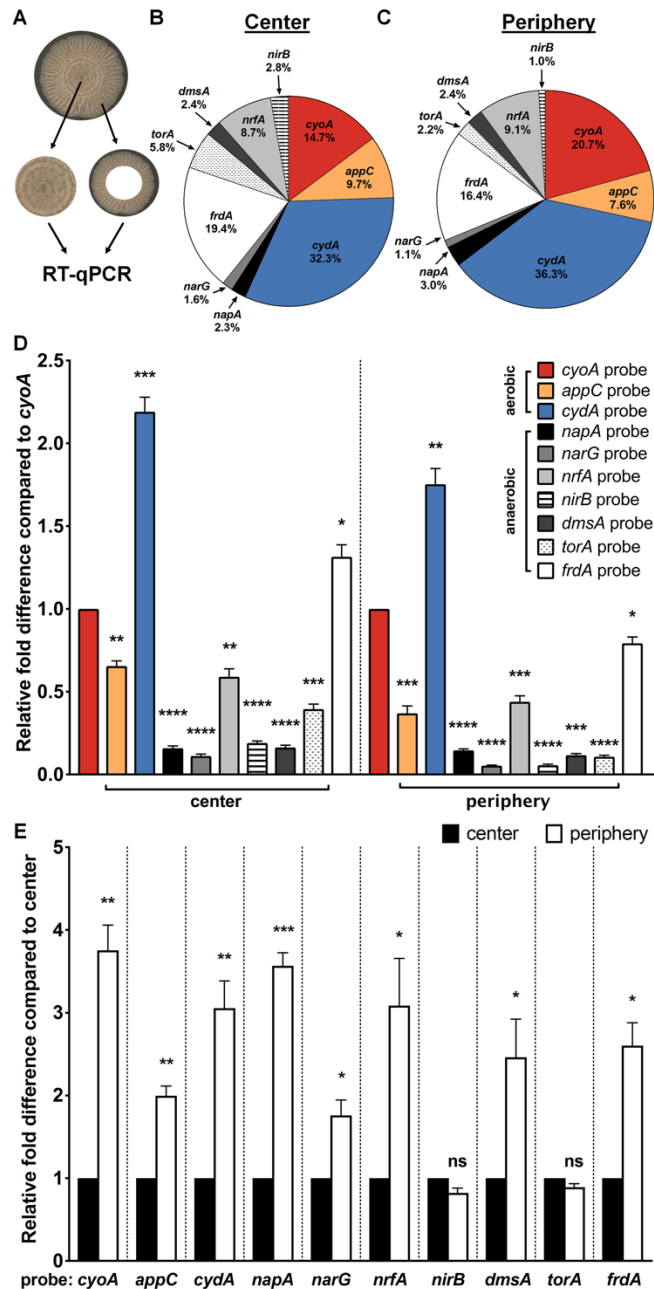 A
RT-qPCR
B
Center
nirB
2.8%
dmsA
2.4%
nrfA
8.7%
cyoA
14.7%
torA
5.8%
appC
9.7%
frdA
19.4%
cydA
32.3%
narG
1.6%
napA
2.3%
C
Periphery
nirB
1.0%
dmsA
2.4%
nrfA
9.1%
cyoA
20.7%
torA
2.2%
frdA
16.4%
appC
7.6%
narG
1.1%
cydA
36.3%
napA
3.0%
D
Relative fold difference compared to cyoA
2.5
2.0
1.5
1.0
0.5
0.0
**
***
****
****
**
****
****
***
*
center
***
**
****
****
***
****
***
****
*
periphery
aerobic
cyoA probe
appC probe
cydA probe
anaerobic
napA probe
narG probe
nrfA probe
nirB probe
dmsA probe
torA probe
frdA probe
E
center periphery
Relative fold difference compared to center
5
4
3
2
1
0
**
**
**
***
*
*
ns
*
ns
*
probe: cyoA appC cydA napA narG nrfA nirB dmsA torA frdA